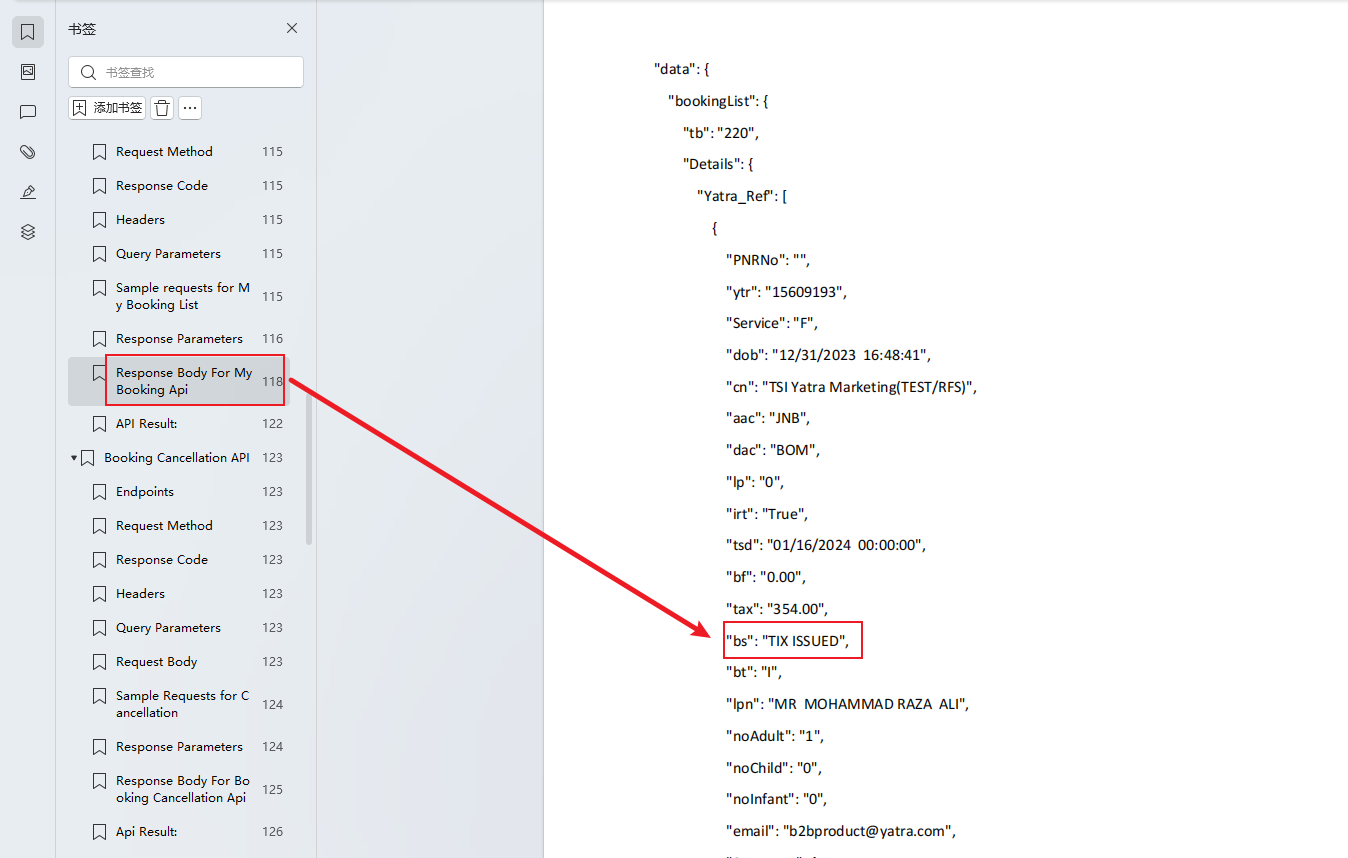 书签
书签查找
添加书签
Request Method 115
Response Code 115
Headers 115
Query Parameters 115
Sample requests for M
y Booking List 115
Response Parameters 116
Response Body For My
Booking Api 118
API Result: 122
Booking Cancellation API 123
Endpoints 123
Request Method 123
Response Code 123
Headers 123
Query Parameters 123
Request Body 123
Sample Requests for C
ancellation 124
Response Parameters 124
Response Body For Bo
oking Cancellation Api 125
Api Result: 126
"data": {
"bookingList": {
"tb": "220",
"Details": {
"Yatra_Ref": [
{
"PNRNo": "",
"ytr": "15609193",
"Service": "F",
"dob": "12/31/2023 16:48:41",
"cn": "TSI Yatra Marketing(TEST/RFS)",
"aac": "JNB",
"dac": "BOM",
"lp": "0",
"irt": "True",
"tsd": "01/16/2024 00:00:00",
"bf": "0.00",
"tax": "354.00",
"bs": "TIX ISSUED",
"bt": "I",
"lpn": "MR MOHAMMAD RAZA ALI",
"noAdult": "1",
"noChild": "0",
"noInfant": "0",
"email": "b2bproduct@yatra.com",